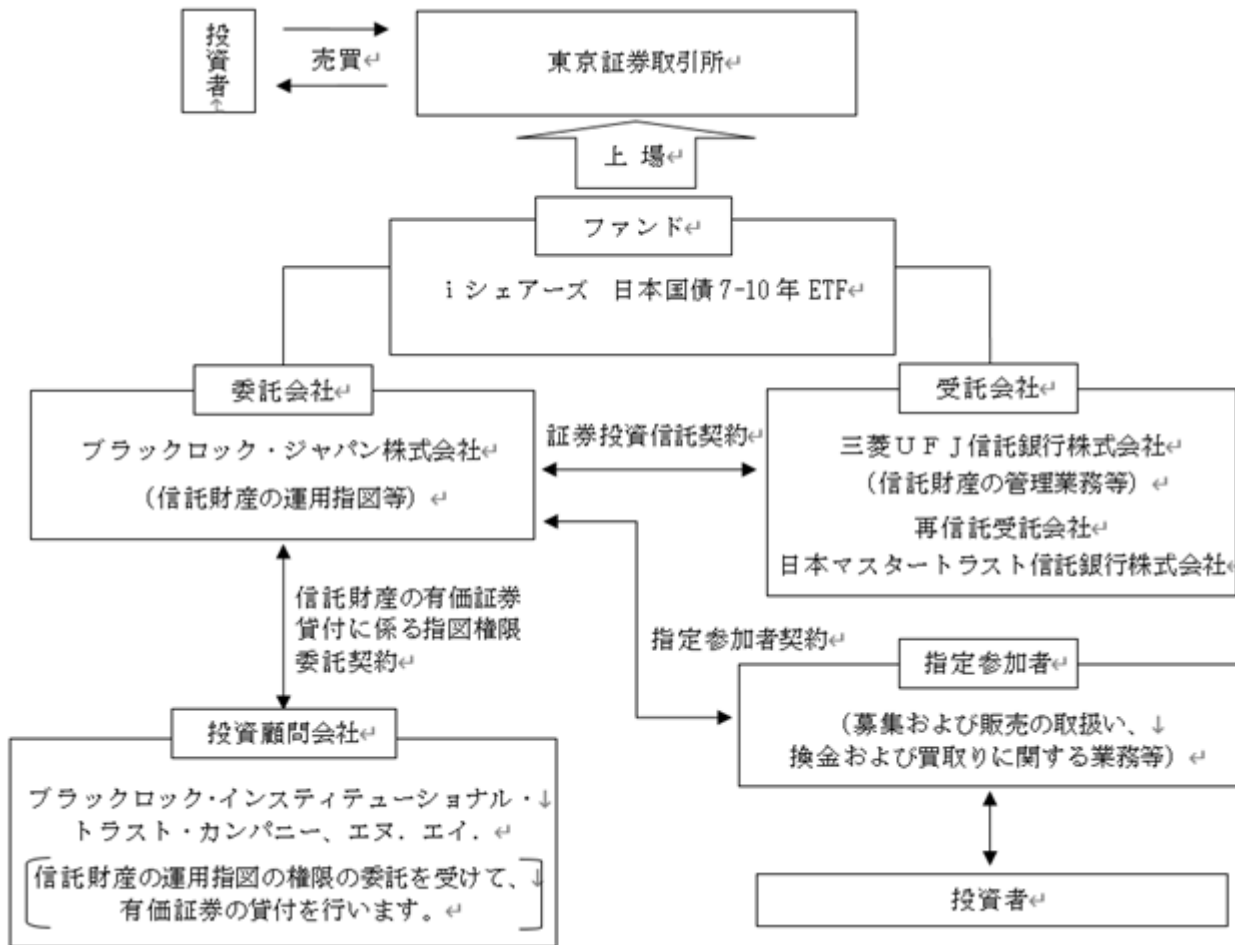 投資者
売買
東京証券取引所
上 場
ファンド
ｉシェアーズ　日本国債 7-10 年 ETF
委託会社
ブラックロック・ジャパン株式会社
（信託財産の運用指図等）
証券投資信託契約
受託会社
三菱ＵＦＪ信託銀行株式会社
（信託財産の管理業務等）
再信託受託会社
日本マスタートラスト信託銀行株式会社
信託財産の有価証券
貸付に係る指図権限
委託契約
指定参加者契約
指定参加者
（募集および販売の取扱い、
換金および買取りに関する業務等）
投資顧問会社
ブラックロック・インスティテューショナル・
トラスト・カンパニー、エヌ．エイ．
信託財産の運用指図の権限の委託を受けて、
有価証券の貸付を行います。
投資者